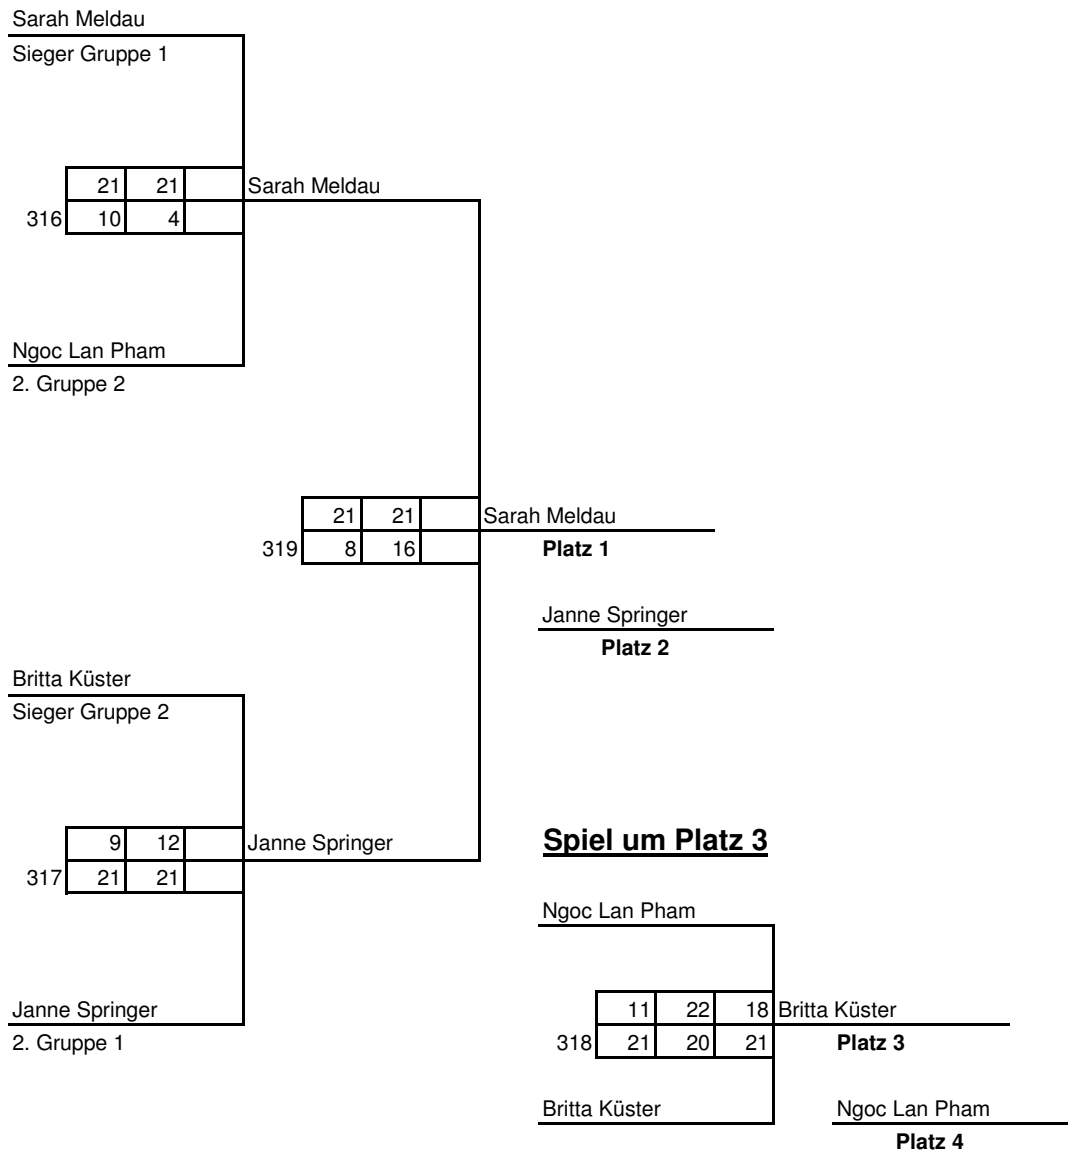 Sarah Meldau
Sieger Gruppe 1
21 21 Sarah Meldau
316 10 4
Ngoc Lan Pham
2. Gruppe 2
21 21 Sarah Meldau
319 8 16 Platz 1
Janne Springer
Platz 2
Britta Küster
Sieger Gruppe 2
9 12 Janne Springer
317 21 21
Janne Springer
2. Gruppe 1
Spiel um Platz 3
Ngoc Lan Pham
11 22 18 Britta Küster
318 21 20 21 Platz 3
Britta Küster
Ngoc Lan Pham
Platz 4